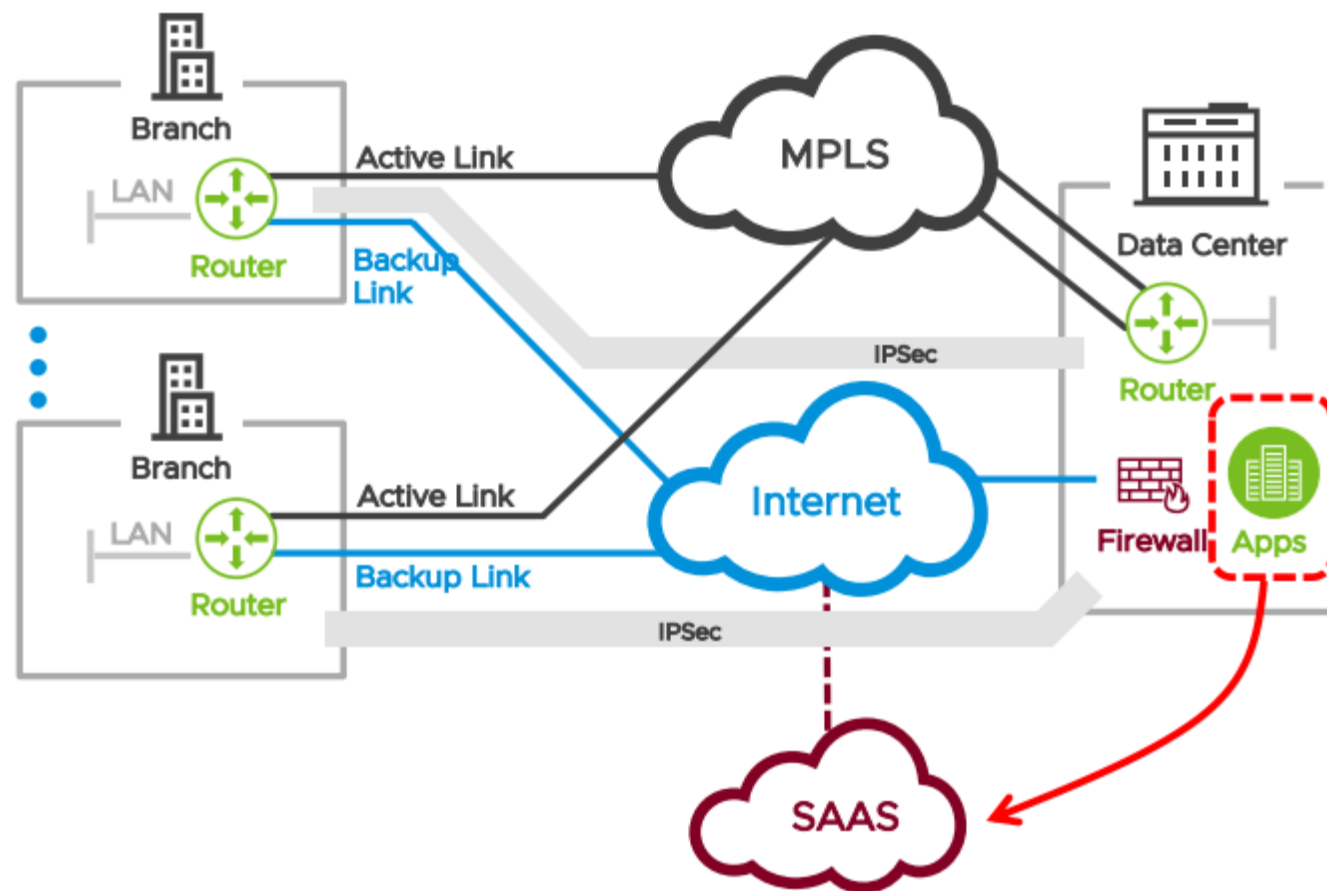 Branch
Active Link
MPLS
LAN
Router
Backup
Link
Data Center
IPSec
Router
Branch
Active Link
Internet
LAN
Firewall
Apps
Backup Link
Router
IPSec
SAAS